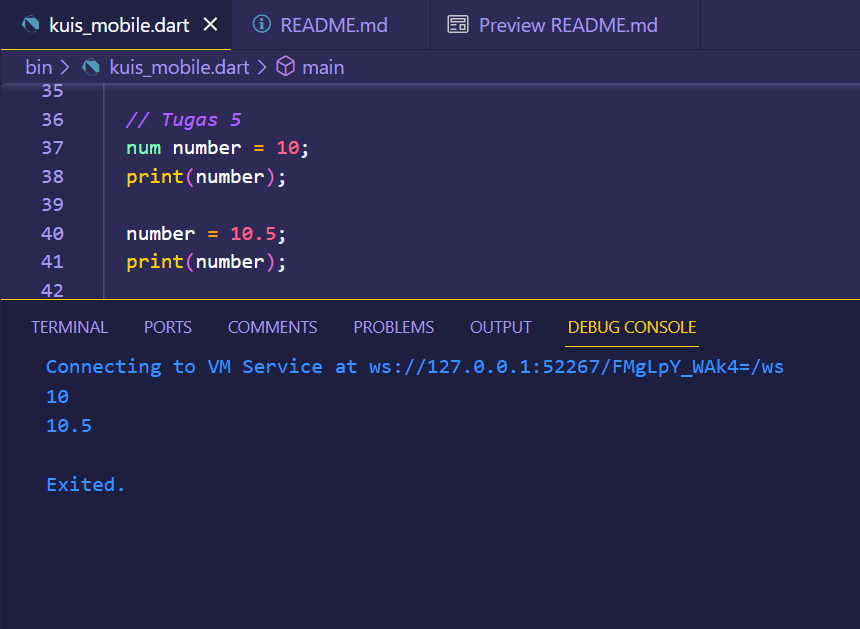 kuis_mobile.dart README.md Preview README.md
bin > kuis_mobile.dart > main
35
36 // Tugas 5
37 num number = 10;
38 print(number);
39
40 number = 10.5;
41 print(number);
42
TERMINAL PORTS COMMENTS PROBLEMS OUTPUT DEBUG CONSOLE
Connecting to VM Service at ws://127.0.0.1:52267/FMgLpY_WAk4=/ws
10
10.5
Exited.